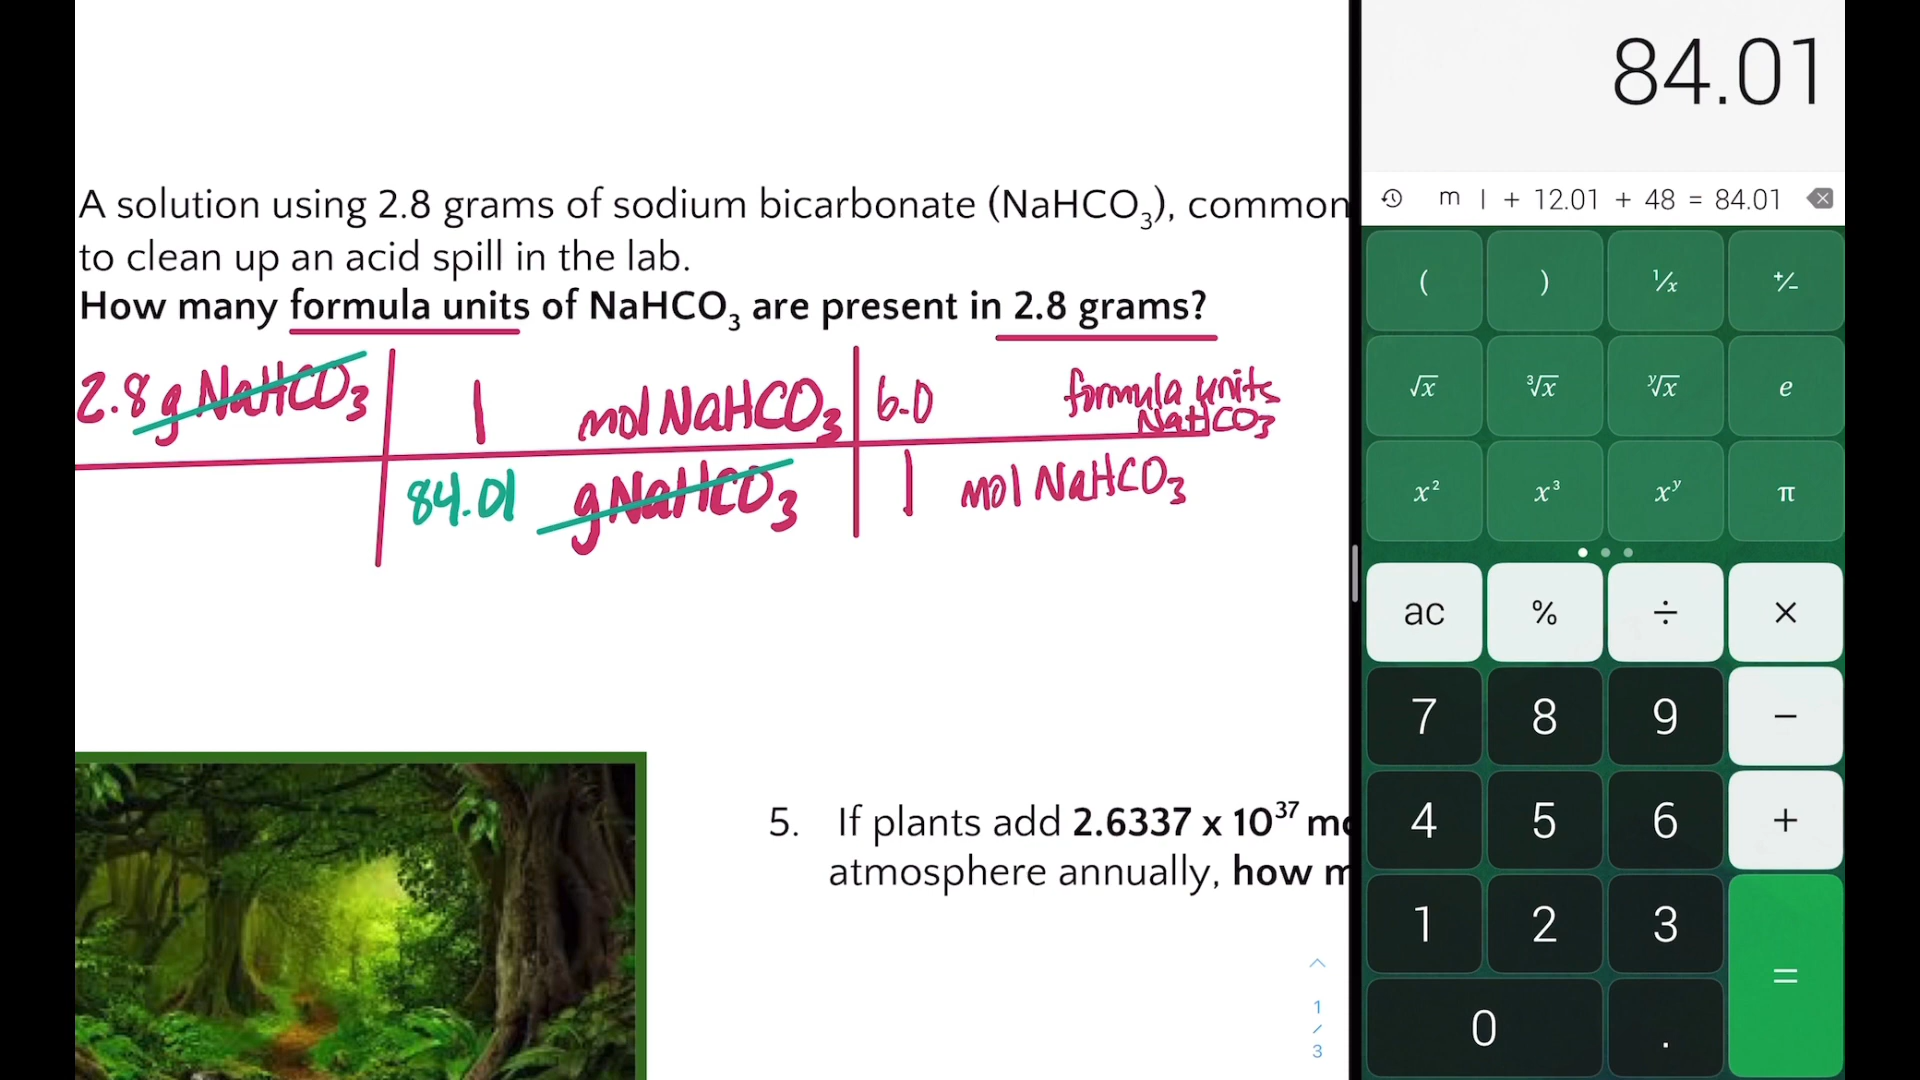 A solution using 2.8 grams of sodium bicarbonate (NaHCO₃), common
to clean up an acid spill in the lab.
How many formula units of NaHCO₃ are present in 2.8 grams?
2.8 g NaHCO₃ 1 mol NaHCO₃ 6.0 formula units
NaHCO₃
84.01 g NaHCO₃ 1 mol NaHCO₃
5. If plants add 2.6337 x 10³⁷ mo
atmosphere annually, how m
1
/
3
84.01
m | + 12.01 + 48 = 84.01
( ) 1/x +/-
√x ³√x ʸ√x e
x² x³ xʸ π
ac % ÷ ×
7 8 9 −
4 5 6 +
1 2 3 =
0 .